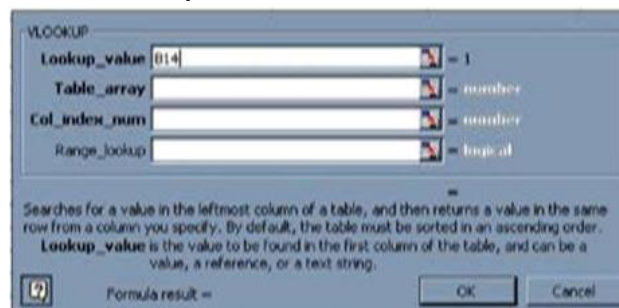 VLOOKUP
Lookup_value B14 = 1
Table_array = number
Col_index_num = number
Range_lookup = logical
=
Searches for a value in the leftmost column of a table, and then returns a value in the same
row from a column you specify. By default, the table must be sorted in an ascending order.
Lookup_value is the value to be found in the first column of the table, and can be a
value, a reference, or a text string.
Formula result =
OK Cancel